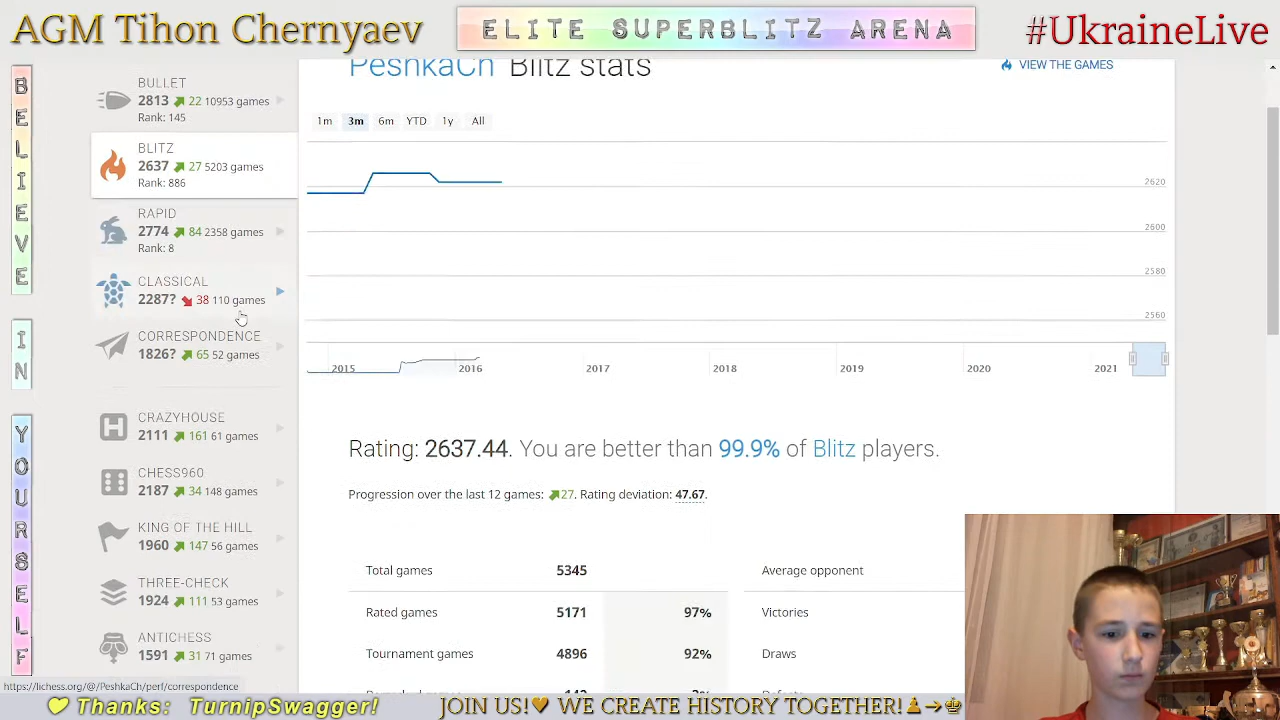 AGM Tihon Chernyaev
ELITE SUPERBLITZ ARENA
#UkraineLive
BELIEVE
IN
YOURSELF
BULLET
2813 22 10953 games
Rank: 145
BLITZ
2637 27 5203 games
Rank: 886
RAPID
2774 84 2358 games
Rank: 8
CLASSICAL
2287? 38 110 games
CORRESPONDENCE
1826? 65 52 games
CRAZYHOUSE
2111 161 61 games
CHESS960
2187 34 148 games
KING OF THE HILL
1960 147 56 games
THREE-CHECK
1924 111 53 games
ANTICHESS
1591 31 71 games
https://lichess.org/@/PeshkaCh/perf/correspondence
PeshkaCh Blitz stats
VIEW THE GAMES
1m 3m 6m YTD 1y All
2620
2600
2580
2560
2015 2016 2017 2018 2019 2020 2021
Rating: 2637.44. You are better than 99.9% of Blitz players.
Progression over the last 12 games: 27. Rating deviation: 47.67.
Total games 5345
Rated games 5171 97%
Tournament games 4896 92%
Average opponent
Victories
Draws
Thanks: TurnipSwagger!
JOIN US! WE CREATE HISTORY TOGETHER!